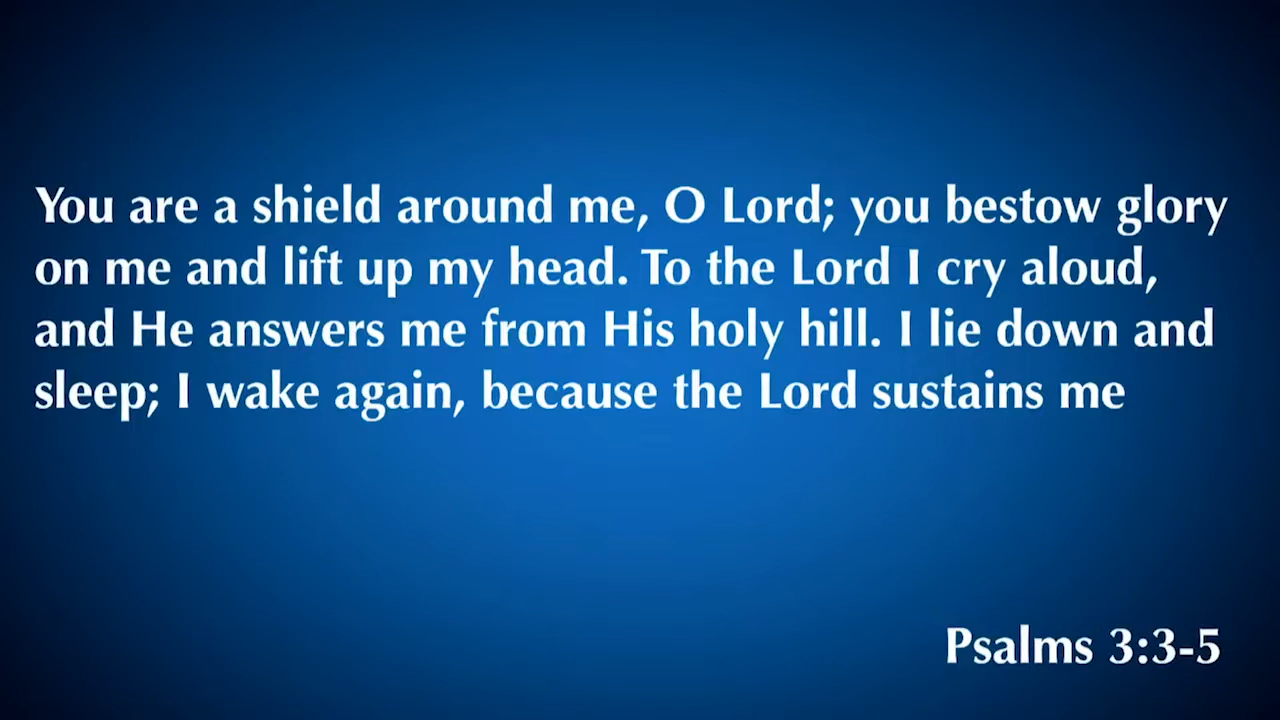 You are a shield around me, O Lord; you bestow glory
on me and lift up my head. To the Lord I cry aloud,
and He answers me from His holy hill. I lie down and
sleep; I wake again, because the Lord sustains me
Psalms 3:3-5